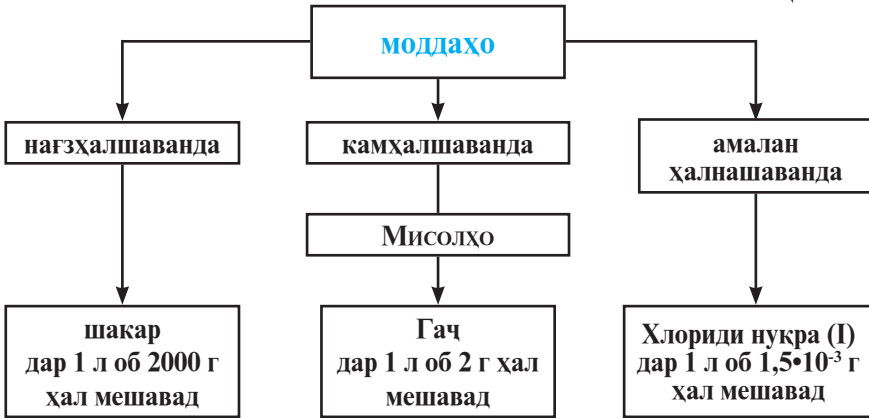 моддаҳо
нағзҳалшаванда
камҳалшаванда
амалан
ҳалнашаванда
Мисолҳо
шакар
дар 1 л об 2000 г
ҳал мешавад
Гаҷ
дар 1 л об 2 г ҳал
мешавад
Хлориди нуқра (I)
дар 1 л об 1,5•10⁻³ г
ҳал мешавад